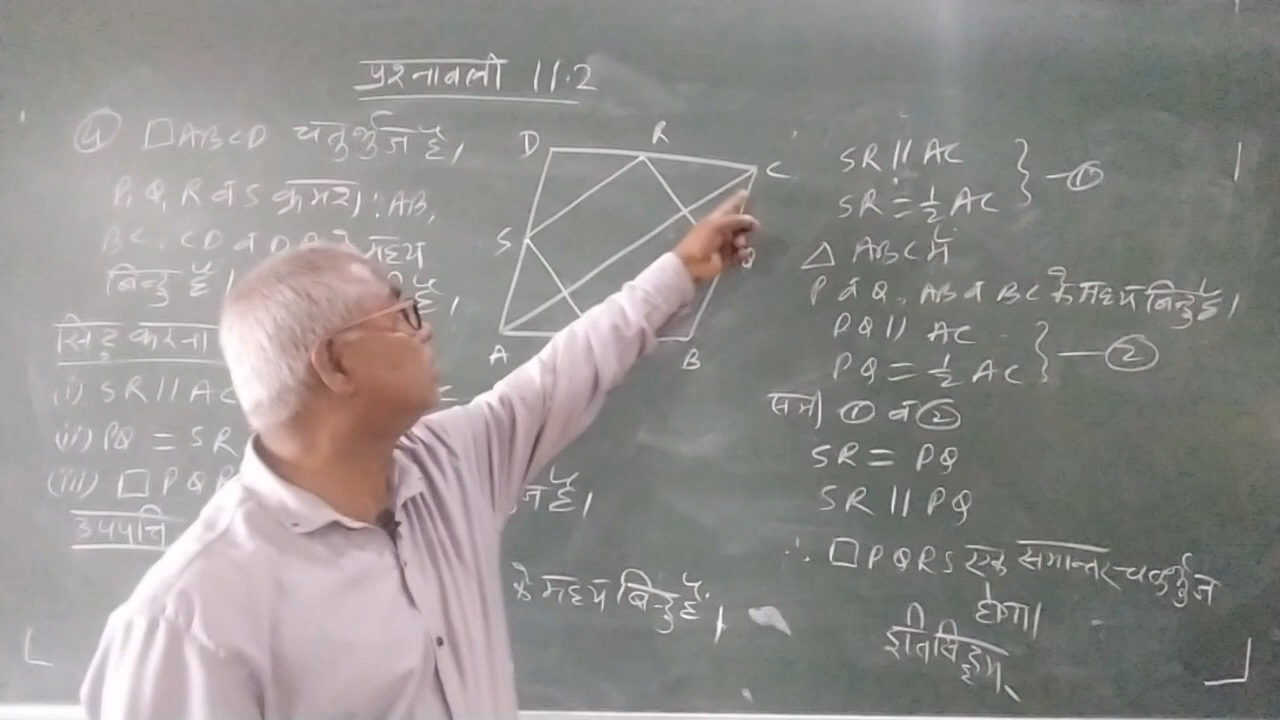 प्रश्नावली 11.2
④ □ABCD चतुर्भुज है,
P, Q, R व S क्रमशः AB,
BC, CD व D
मध्य
बिन्दु हैं।
है,
सिद्ध करना
(i) SR || AC
(ii) PQ = SR
(iii) □ PQR
है।
उपपत्ति
के मध्य बिन्दु हैं,
D R C
S Q
A B
SR || AC
SR = 1/2 AC } — ①
△ ABC में
P व Q, AB व BC के मध्य बिन्दु हैं,
PQ || AC
PQ = 1/2 AC } — ②
① व ②
SR = PQ
SR || PQ
∴ □PQRS एक समान्तर चतुर्भुज
होगा।
इतिसिद्धम्